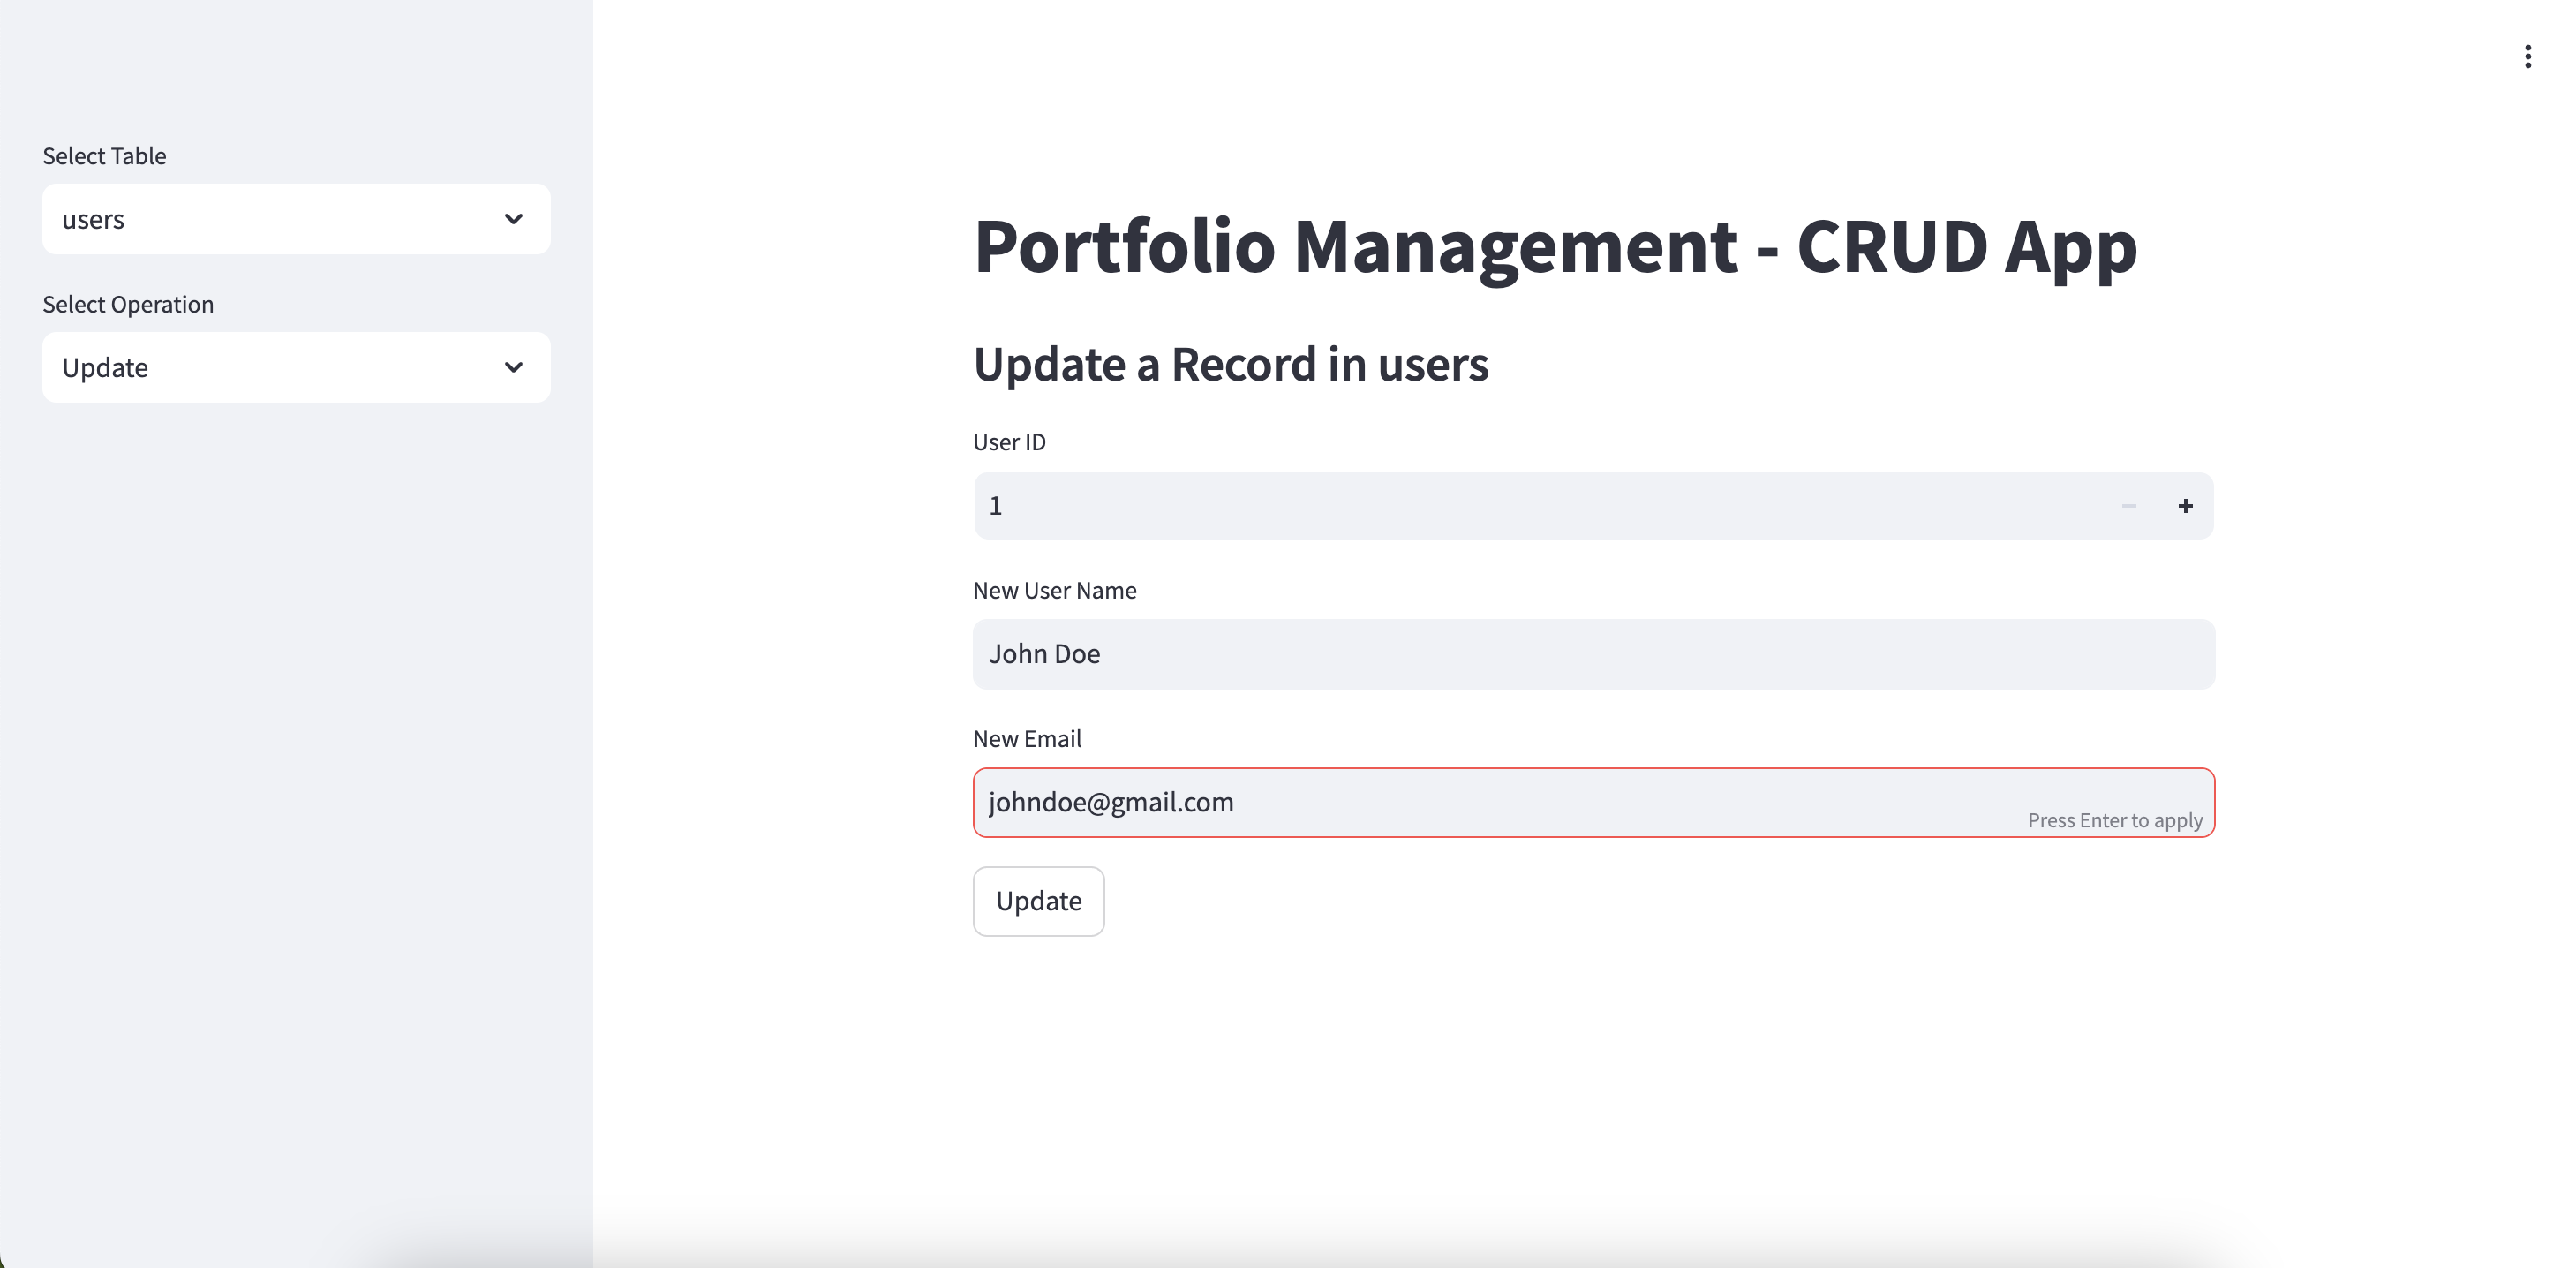 Select Table
users
Select Operation
Update
Portfolio Management - CRUD App
Update a Record in users
User ID
1
New User Name
John Doe
New Email
johndoe@gmail.com
Press Enter to apply
Update